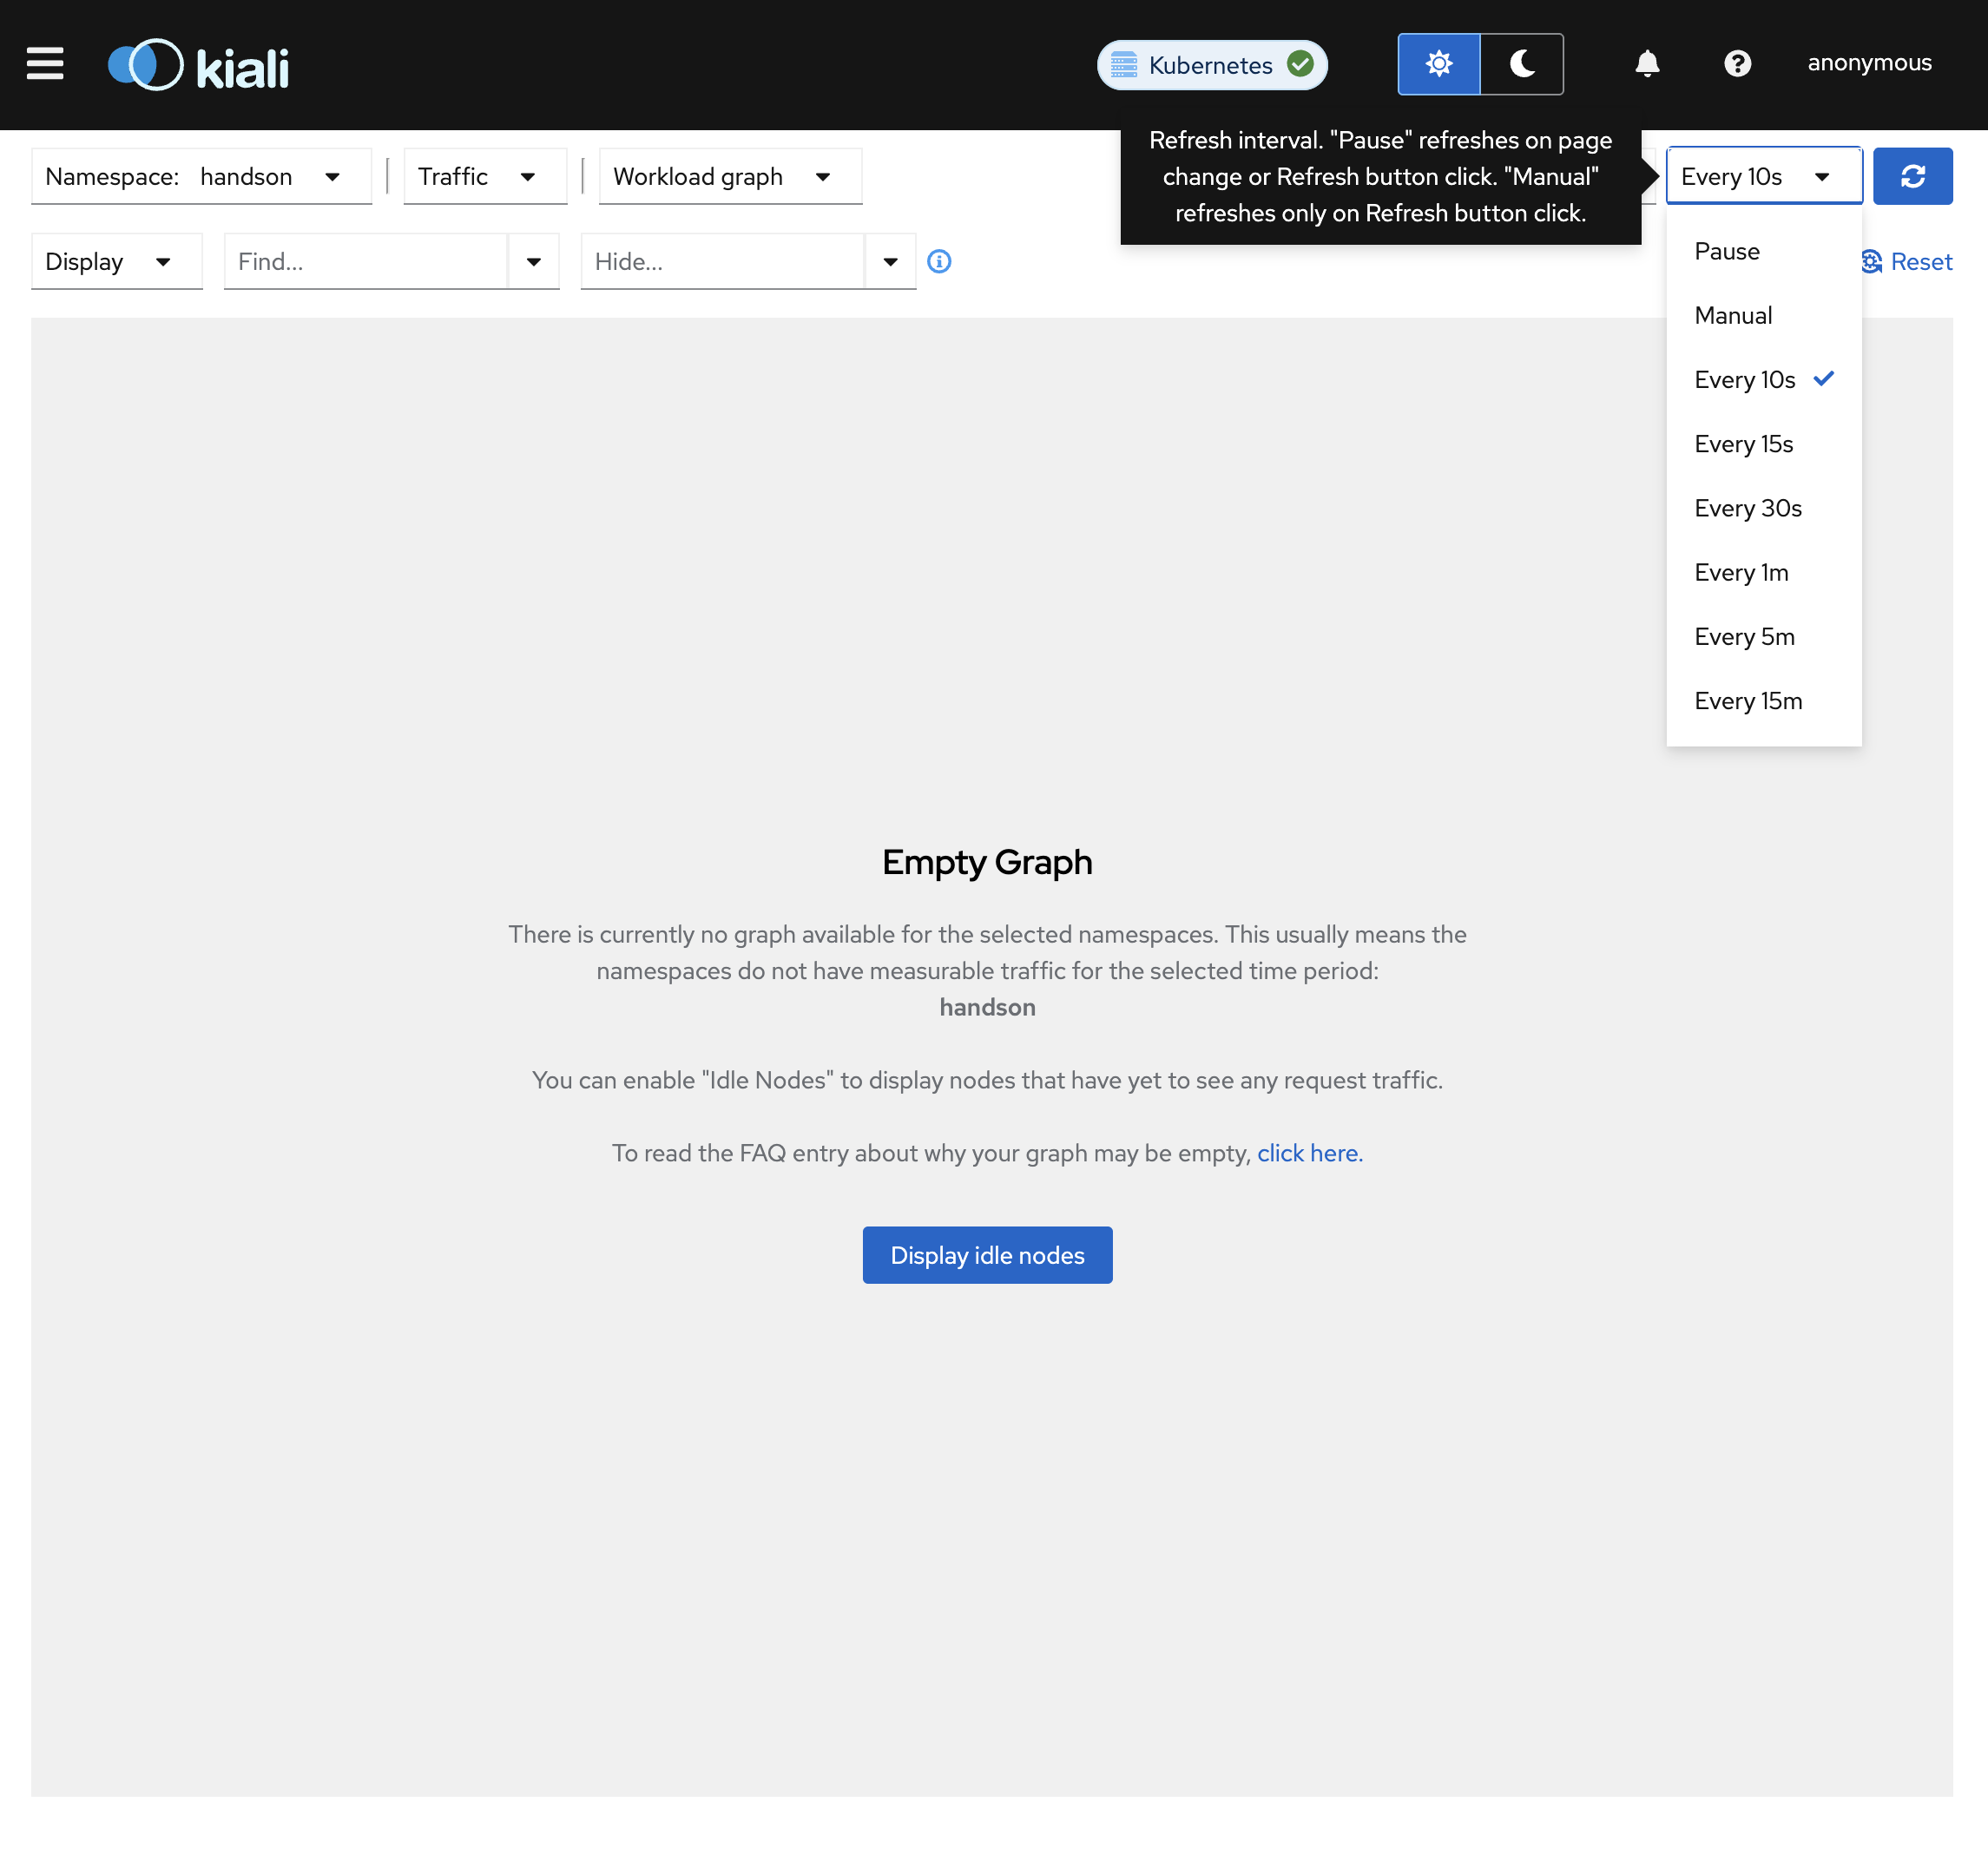 kiali
Kubernetes
anonymous
Namespace: handson
Traffic
Workload graph
Refresh interval. "Pause" refreshes on page
change or Refresh button click. "Manual"
refreshes only on Refresh button click.
Every 10s
Display
Find...
Hide...
Reset
Pause
Manual
Every 10s
Every 15s
Every 30s
Every 1m
Every 5m
Every 15m
Empty Graph
There is currently no graph available for the selected namespaces. This usually means the
namespaces do not have measurable traffic for the selected time period:
handson
You can enable "Idle Nodes" to display nodes that have yet to see any request traffic.
To read the FAQ entry about why your graph may be empty, click here.
Display idle nodes